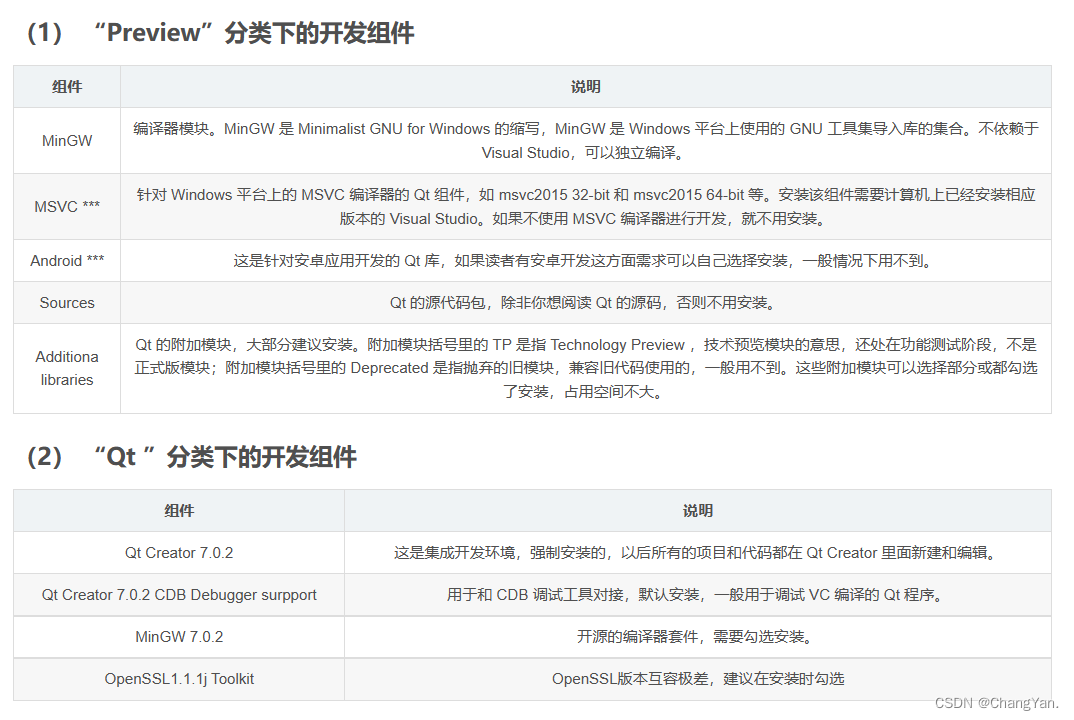 （1） “Preview”分类下的开发组件
组件 说明
MinGW
编译器模块。MinGW 是 Minimalist GNU for Windows 的缩写，MinGW 是 Windows 平台上使用的 GNU 工具集导入库的集合。不依赖于
Visual Studio，可以独立编译。
MSVC ***
针对 Windows 平台上的 MSVC 编译器的 Qt 组件，如 msvc2015 32-bit 和 msvc2015 64-bit 等。安装该组件需要计算机上已经安装相应
版本的 Visual Studio。如果不使用 MSVC 编译器进行开发，就不用安装。
Android *** 这是针对安卓应用开发的 Qt 库，如果读者有安卓开发这方面需求可以自己选择安装，一般情况下用不到。
Sources Qt 的源代码包，除非你想阅读 Qt 的源码，否则不用安装。
Additiona
libraries
Qt 的附加模块，大部分建议安装。附加模块括号里的 TP 是指 Technology Preview ，技术预览模块的意思，还处在功能测试阶段，不是
正式版模块；附加模块括号里的 Deprecated 是指抛弃的旧模块，兼容旧代码使用的，一般用不到。这些附加模块可以选择部分或都勾选
了安装，占用空间不大。
（2） “Qt ”分类下的开发组件
组件 说明
Qt Creator 7.0.2 这是集成开发环境，强制安装的，以后所有的项目和代码都在 Qt Creator 里面新建和编辑。
Qt Creator 7.0.2 CDB Debugger surpport 用于和 CDB 调试工具对接，默认安装，一般用于调试 VC 编译的 Qt 程序。
MinGW 7.0.2 开源的编译器套件，需要勾选安装。
OpenSSL1.1.1j Toolkit OpenSSL版本互容极差，建议在安装时勾选
CSDN @ChangYan.